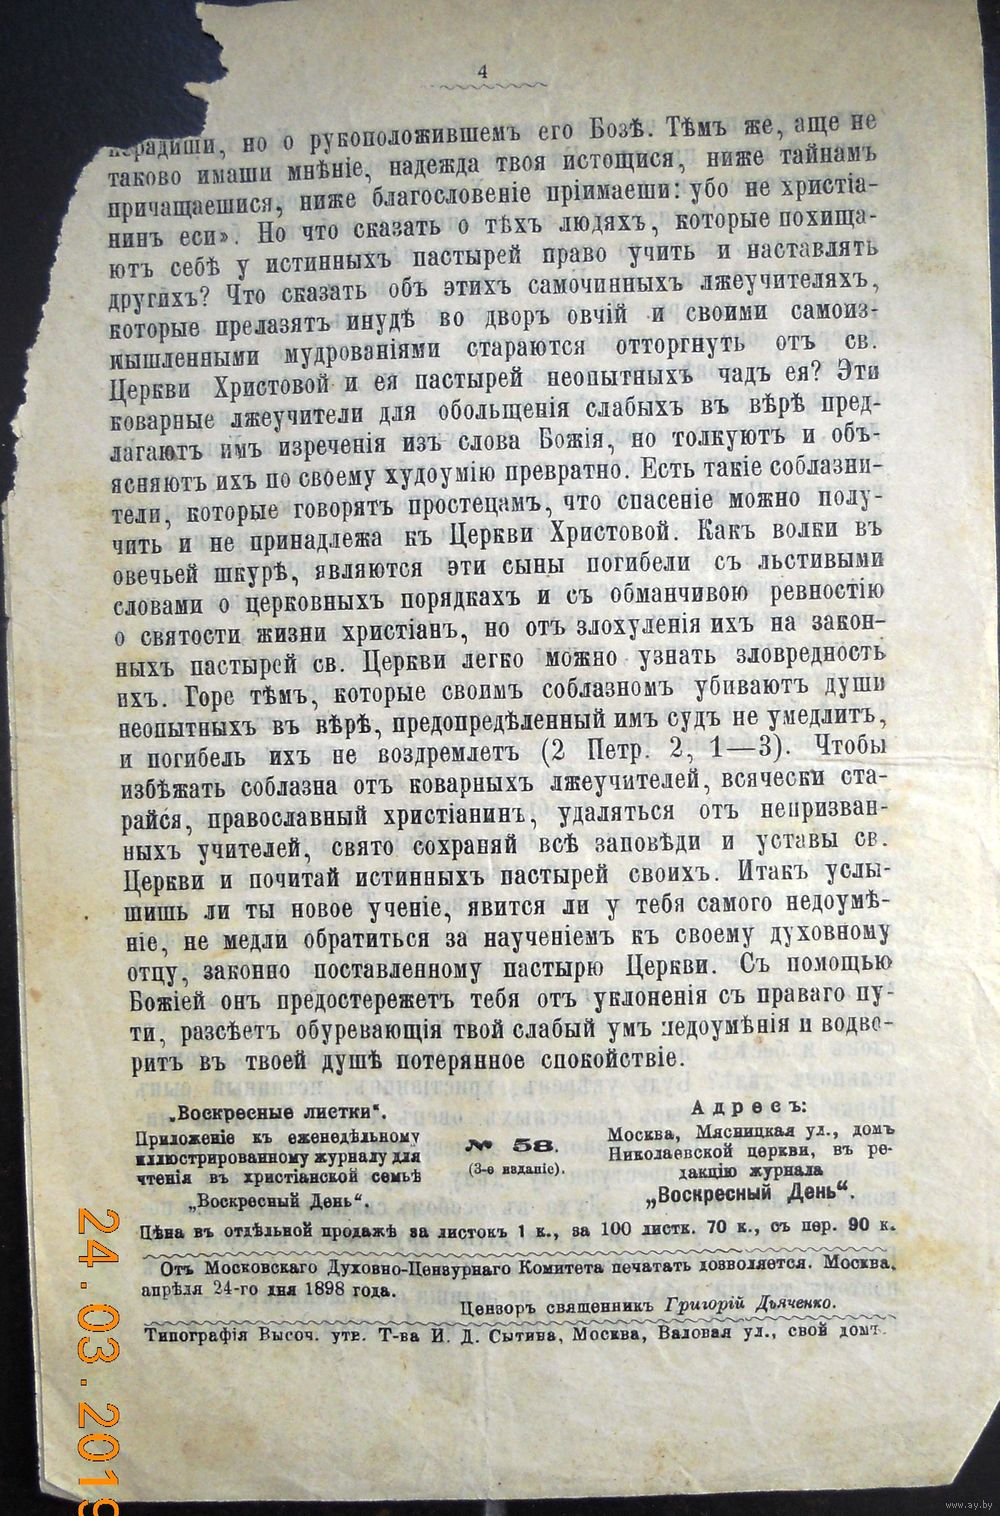 4
нерадиши, но о рукоположившемъ его Бозѣ. Тѣмъ же, аще не
таково имаши мнѣніе, надежда твоя истощися, ниже тайнамъ
причащаешися, ниже благословеніе пріимаеши: убо не христіа-
нинъ еси». Но что сказать о тѣхъ людяхъ, которые похища-
ютъ себѣ у истинныхъ пастырей право учить и наставлять
другихъ? Что сказать объ этихъ самочинныхъ лжеучителяхъ,
которые прелазятъ инудѣ во дворъ овчій и своими самоиз-
мышленными мудрованіями стараются отторгнуть отъ св.
Церкви Христовой и ея пастырей неопытныхъ чадъ ея? Эти
коварные лжеучители для обольщенія слабыхъ въ вѣрѣ пред-
лагаютъ имъ изреченія изъ слова Божія, но толкуютъ и объ-
ясняютъ ихъ по своему худоумію превратно. Есть такіе соблазни-
тели, которые говорятъ простецамъ, что спасеніе можно полу-
чить и не принадлежа къ Церкви Христовой. Какъ волки въ
овечьей шкурѣ, являются эти сыны погибели съ льстивыми
словами о церковныхъ порядкахъ и съ обманчивою ревностію
о святости жизни христіанъ, но отъ злохуленія ихъ на закон-
ныхъ пастырей св. Церкви легко можно узнать зловредность
ихъ. Горе тѣмъ, которые своимъ соблазномъ убиваютъ души
неопытныхъ въ вѣрѣ, предопредѣленный имъ судъ не умедлитъ,
и погибель ихъ не воздремлетъ (2 Петр. 2, 1—3). Чтобы
избѣжать соблазна отъ коварныхъ лжеучителей, всячески ста-
райся, православный христіанинъ, удаляться отъ непризван-
ныхъ учителей, свято сохраняй всѣ заповѣди и уставы св.
Церкви и почитай истинныхъ пастырей своихъ. Итакъ услы-
шишь ли ты новое ученіе, явится ли у тебя самого недоумѣ-
ніе, не медли обратиться за наученіемъ къ своему духовному
отцу, законно поставленному пастырю Церкви. Съ помощью
Божіей онъ предостережетъ тебя отъ уклоненія съ праваго пу-
ти, разсѣетъ обуревающія твой слабый умъ недоумѣнія и водво-
ритъ въ твоей душѣ потерянное спокойствіе.
„Воскресные листки“.
Приложеніе къ еженедѣльному
иллюстрированному журналу для
чтенія въ христіанской семьѣ
„Воскресный День“.
№ 58.
(3-е изданіе).
Адресъ:
Москва, Мясницкая ул., домъ
Николаевской церкви, въ ре-
дакцію журнала
„Воскресный День“.
Цѣна въ отдѣльной продажѣ за листокъ 1 к., за 100 листк. 70 к., съ пер. 90 к.
Отъ Московскаго Духовно-Цензурнаго Комитета печатать дозволяется. Москва,
апрѣля 24-го дня 1898 года.
Цензоръ священникъ Григорій Дьяченко.
Типографія Высоч. утв. Т-ва И. Д. Сытина, Москва, Валовая ул., свой домъ.
24.03.2019
www.ay.by